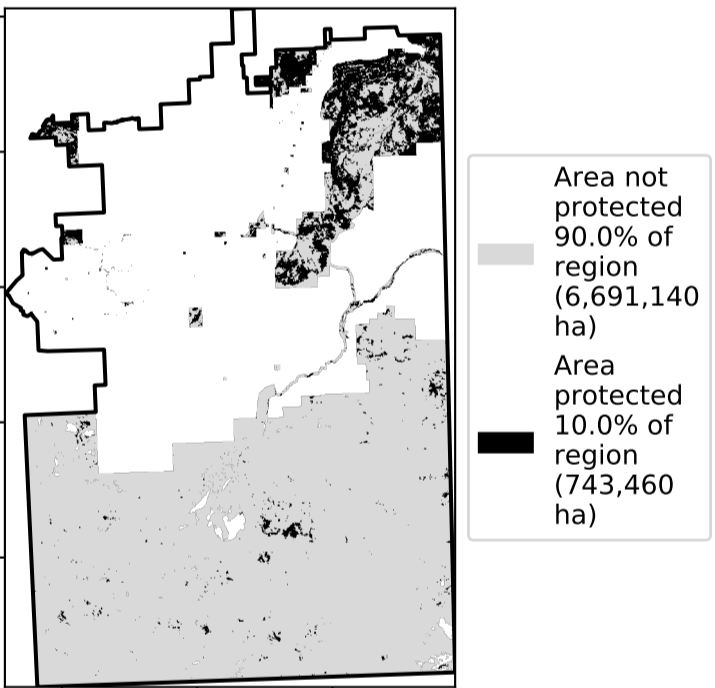 Area not
protected
90.0% of
region
(6,691,140
ha)
Area
protected
10.0% of
region
(743,460
ha)